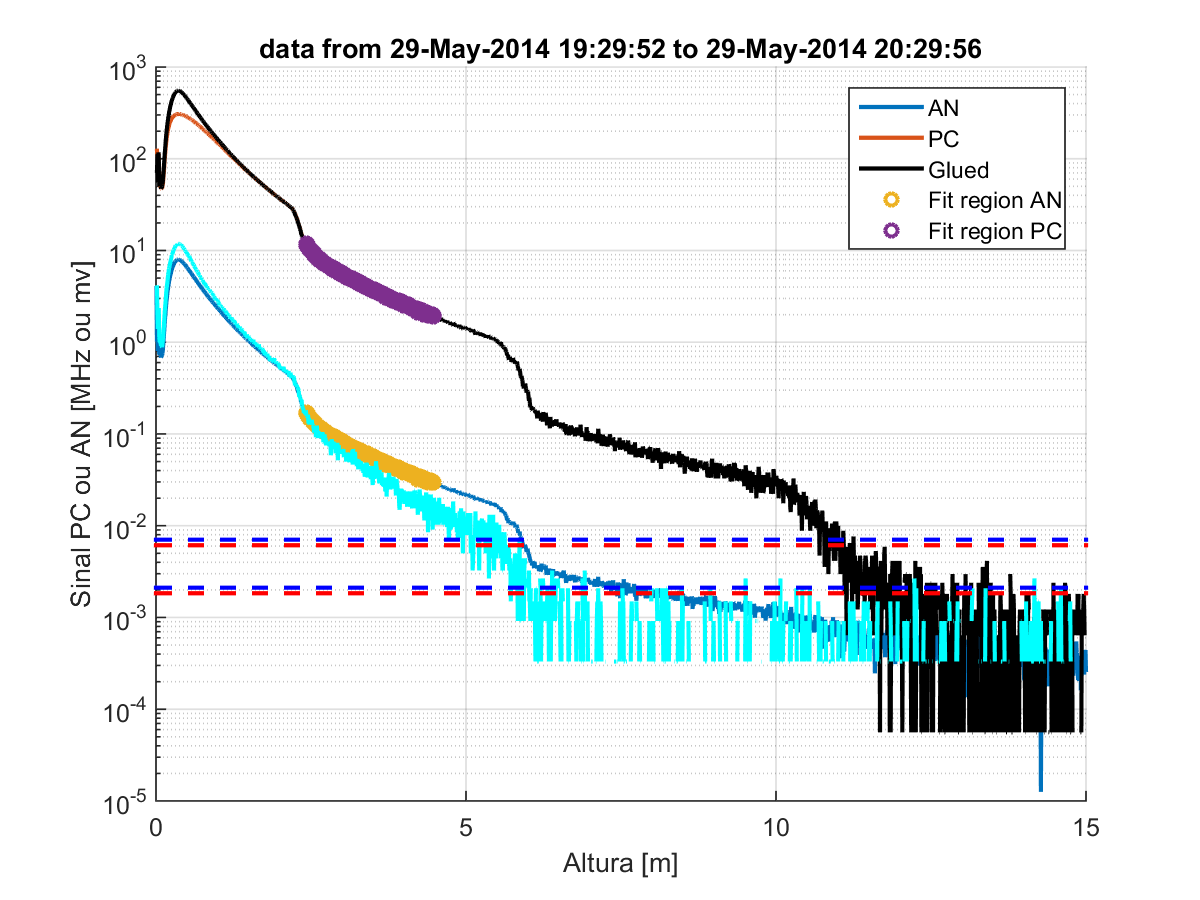 data from 29-May-2014 19:29:52 to 29-May-2014 20:29:56
10^3
10^2
10^1
10^0
10^-1
10^-2
10^-3
10^-4
10^-5
Sinal PC ou AN [MHz ou mv]
AN
PC
Glued
Fit region AN
Fit region PC
0
5
10
15
Altura [m]